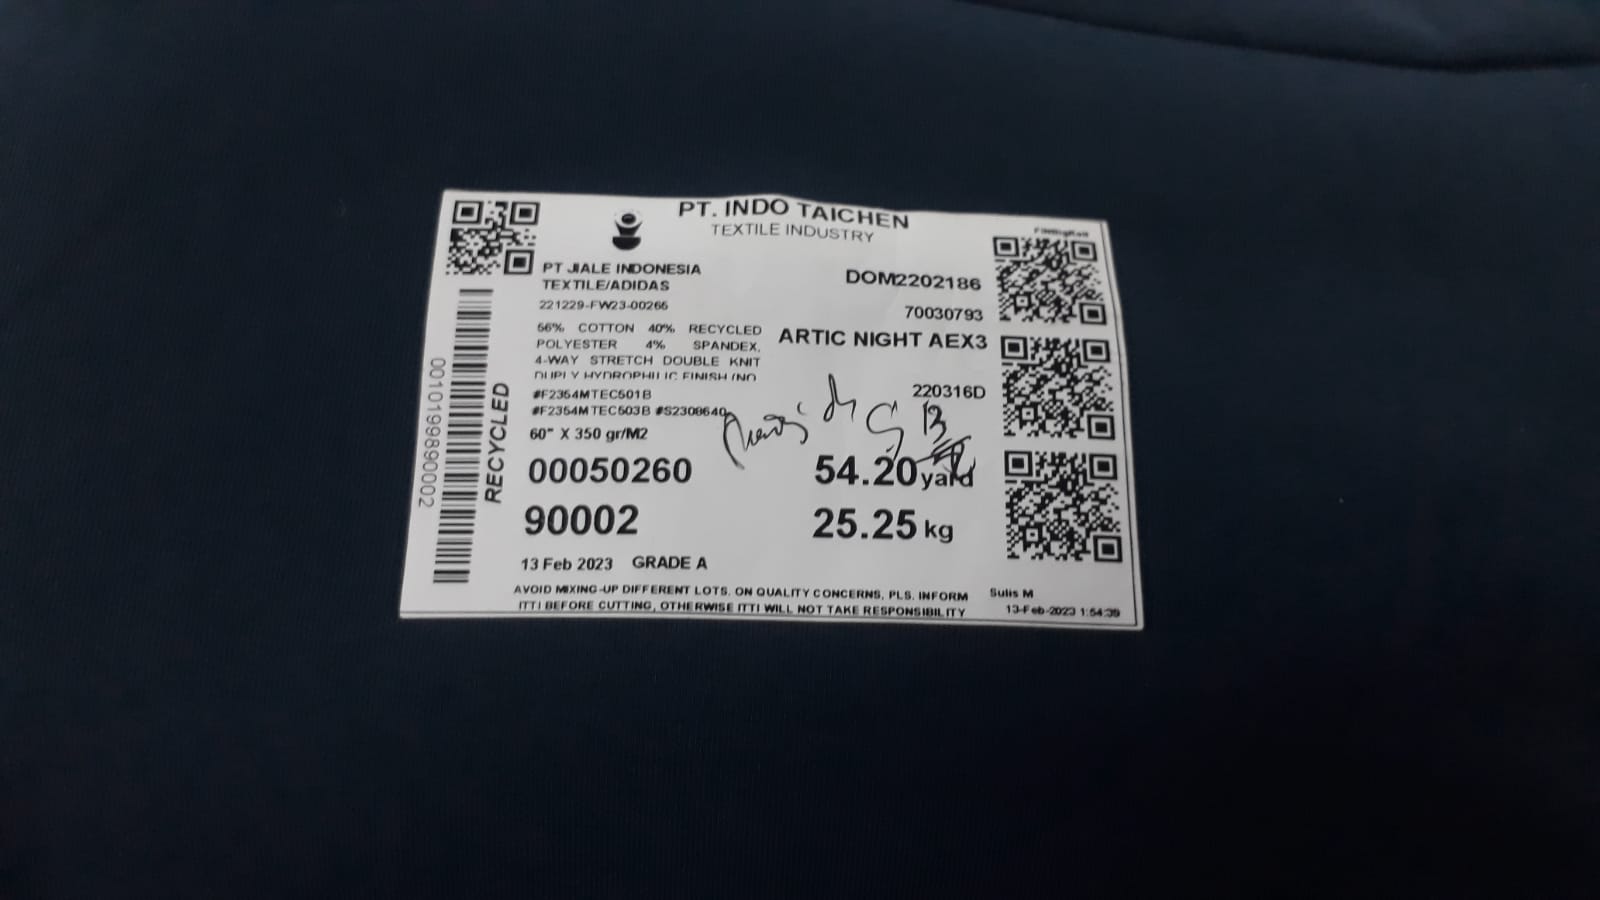 PT. INDO TAICHEN
TEXTILE INDUSTRY
PT JIALE INDONESIA
TEXTILE/ADIDAS
DOM2202186
221229-FW23-00265
70030793
56% COTTON 40% RECYCLED
POLYESTER 4% SPANDEX,
4-WAY STRETCH DOUBLE KNIT
DUPLY HYDROPHILIC FINISH (NO
ARTIC NIGHT AEX3
#F2354MTEC501B
#F2354MTEC503B #S2308640
220316D
60" X 350 gr/M2
00050260
54.20 yard
90002
25.25 kg
13 Feb 2023 GRADE A
AVOID MIXING-UP DIFFERENT LOTS. ON QUALITY CONCERNS, PLS. INFORM
ITTI BEFORE CUTTING, OTHERWISE ITTI WILL NOT TAKE RESPONSIBILITY
Sulis M
13-Feb-2023 1:54:39
RECYCLED
0010199890002